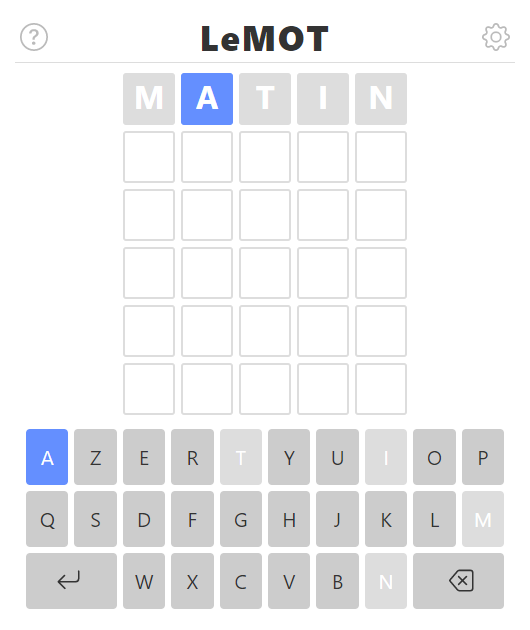 ?
LeMOT
M A T I N
A Z E R T Y U I O P
Q S D F G H J K L M
W X C V B N